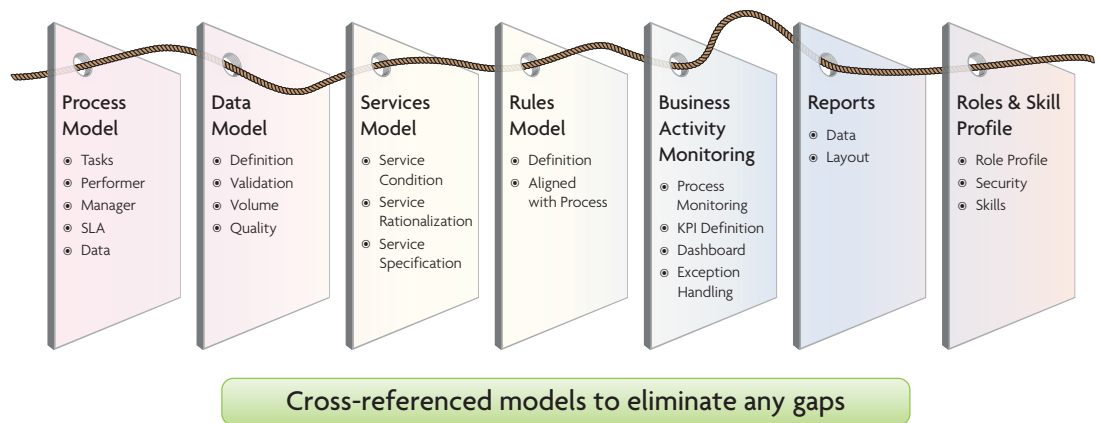 Process
Model
Tasks
Performer
Manager
SLA
Data
Data
Model
Definition
Validation
Volume
Quality
Services
Model
Service
Condition
Service
Rationalization
Service
Specification
Rules
Model
Definition
Aligned
with Process
Business
Activity
Monitoring
Process
Monitoring
KPI Definition
Dashboard
Exception
Handling
Reports
Data
Layout
Roles & Skill
Profile
Role Profile
Security
Skills
Cross-referenced models to eliminate any gaps